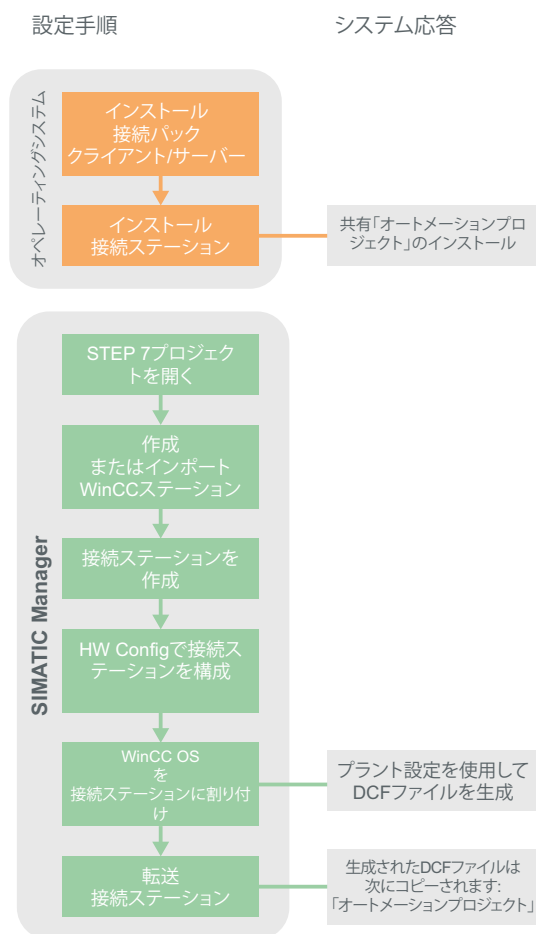 設定手順
システム応答
オペレーティングシステム
インストール
接続パック
クライアント/サーバー
インストール
接続ステーション
共有「オートメーションプロ
ジェクト」のインストール
SIMATIC Manager
STEP 7プロジェク
トを開く
作成
またはインポート
WinCCステーション
接続ステーションを
作成
HW Configで接続ス
テーションを構成
WinCC OS
を
接続ステーションに割り付
け
プラント設定を使用して
DCFファイルを生成
転送
接続ステーション
生成されたDCFファイルは
次にコピーされます:
「オートメーションプロジェクト」